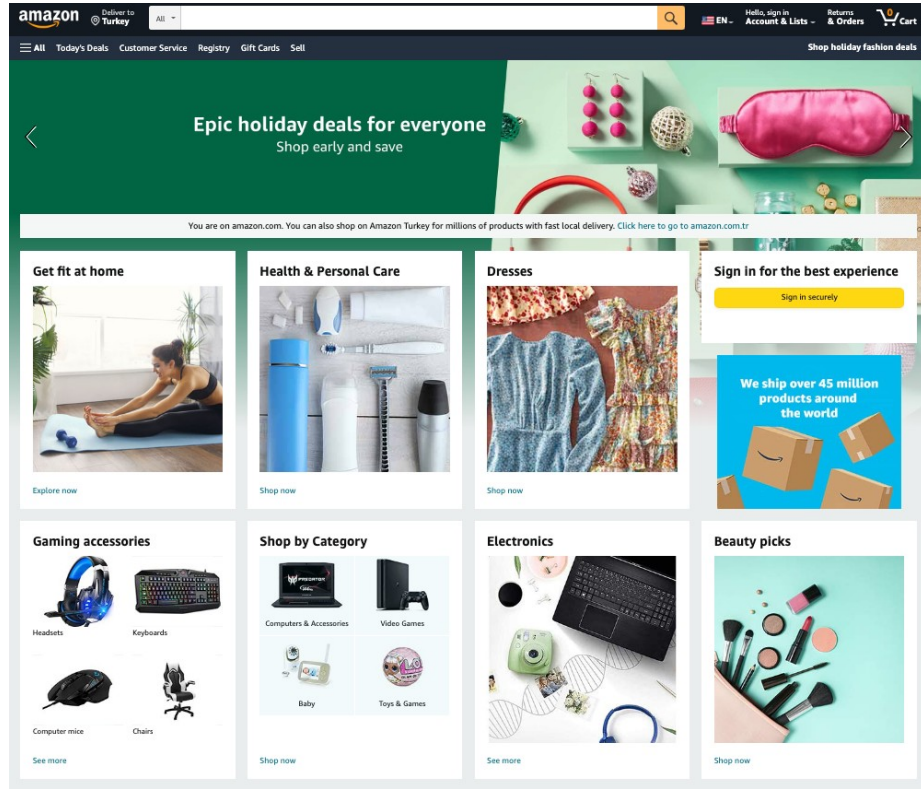 amazon
Deliver to
Turkey
All
EN
Hello, sign in
Account & Lists
Returns
& Orders
0
Cart
All
Today's Deals
Customer Service
Registry
Gift Cards
Sell
Shop holiday fashion deals
Epic holiday deals for everyone
Shop early and save
You are on amazon.com. You can also shop on Amazon Turkey for millions of products with fast local delivery. Click here to go to amazon.com.tr
Get fit at home
Explore now
Health & Personal Care
Shop now
Dresses
Shop now
Sign in for the best experience
Sign in securely
We ship over 45 million
products around
the world
Gaming accessories
Headsets
Keyboards
Computer mice
Chairs
See more
Shop by Category
PREDATOR
Computers & Accessories
Video Games
Baby
Toys & Games
Shop now
Electronics
See more
Beauty picks
Shop now